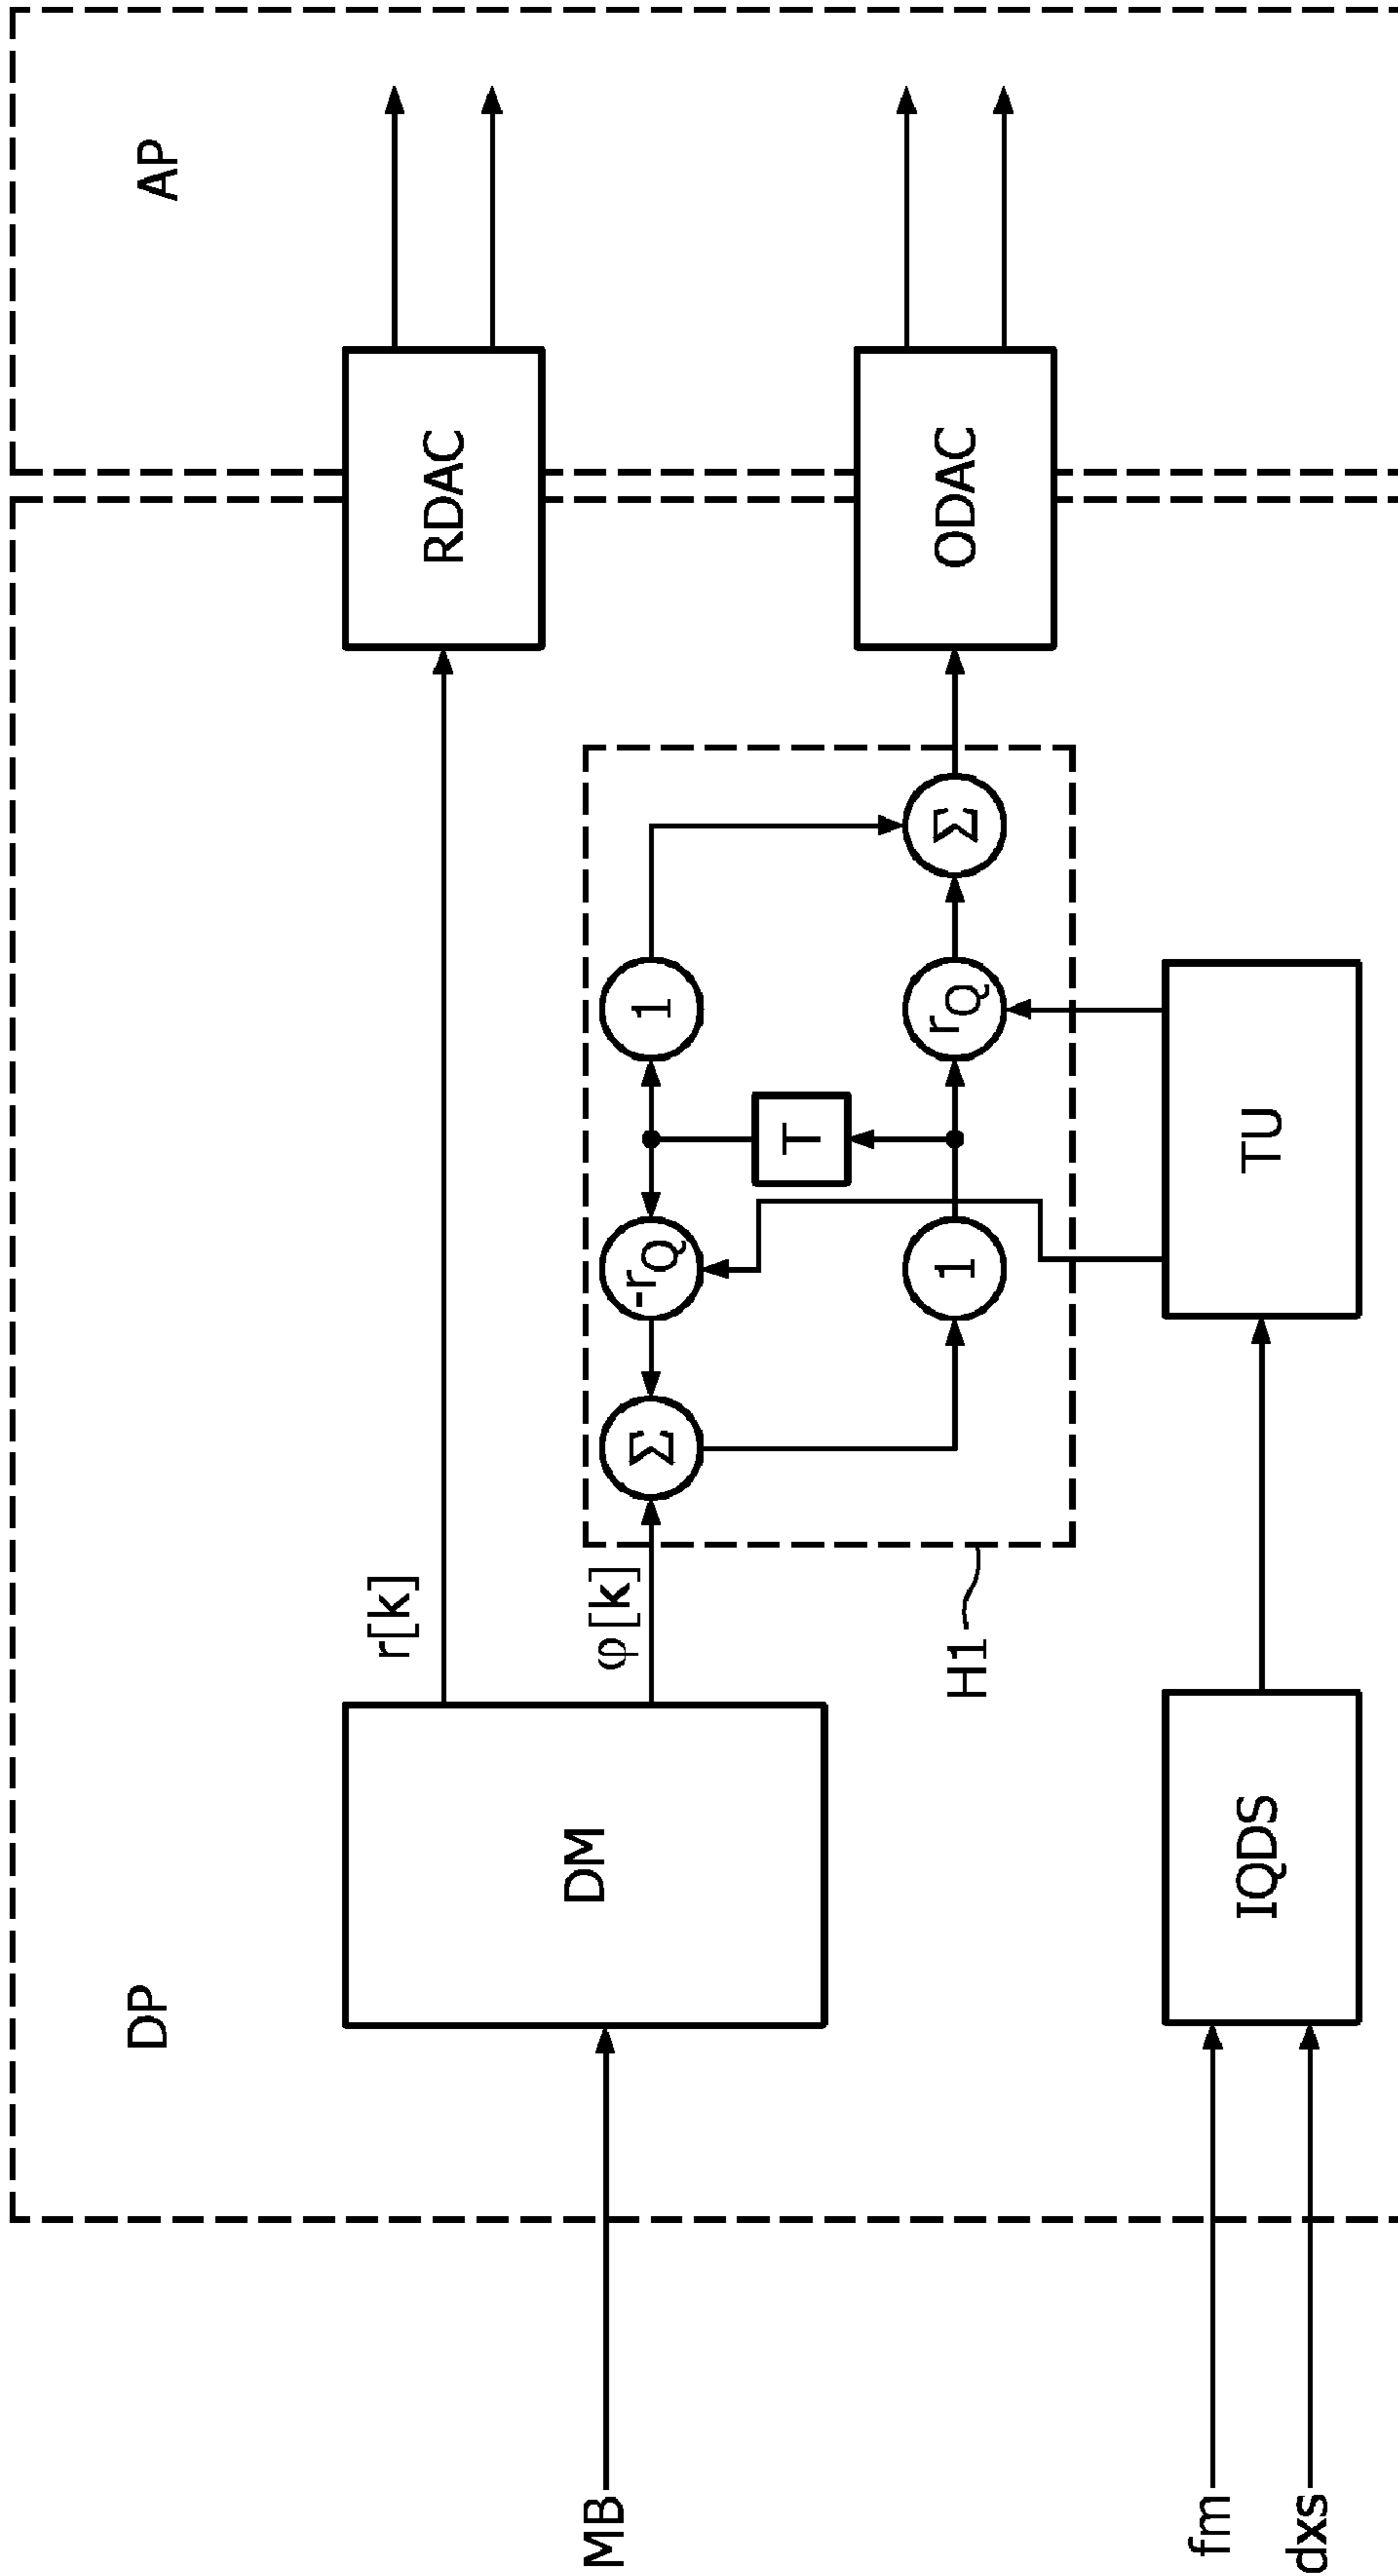 DP
AP
MB
DM
r[k]
φ[k]
RDAC
Σ
-rQ
1
T
1
rQ
Σ
ODAC
H1
fm
dxs
IQDS
TU